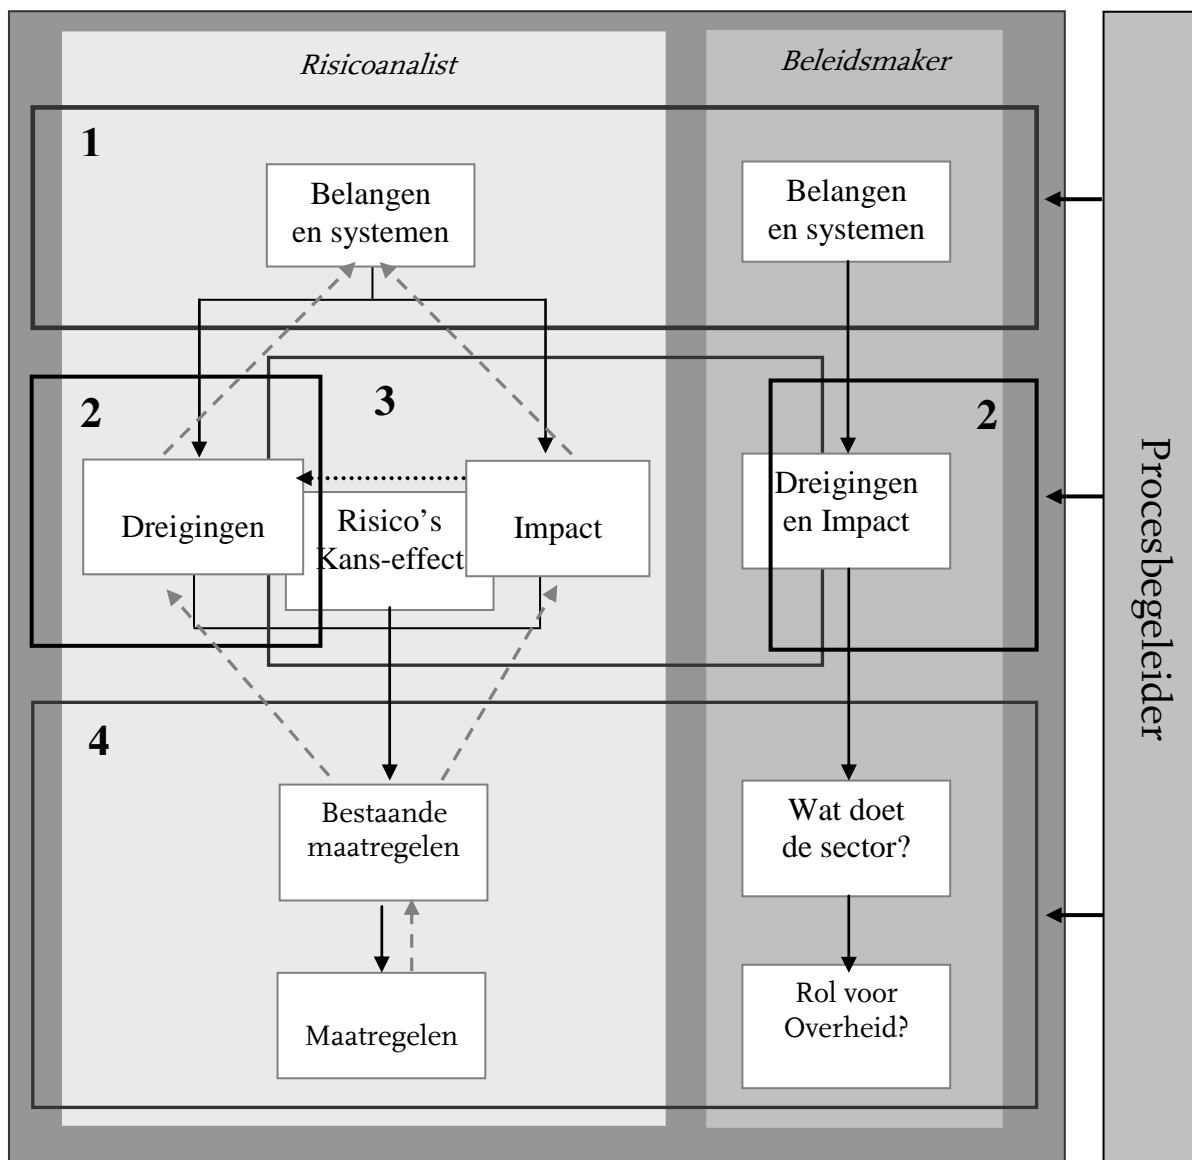 Risicoanalist
Beleidsmaker
1
Belangen
en systemen
Belangen
en systemen
2
3
2
Dreigingen
Risico’s
Kans-effect
Impact
Dreigingen
en Impact
4
Bestaande
maatregelen
Wat doet
de sector?
Maatregelen
Rol voor
Overheid?
Procesbegeleider